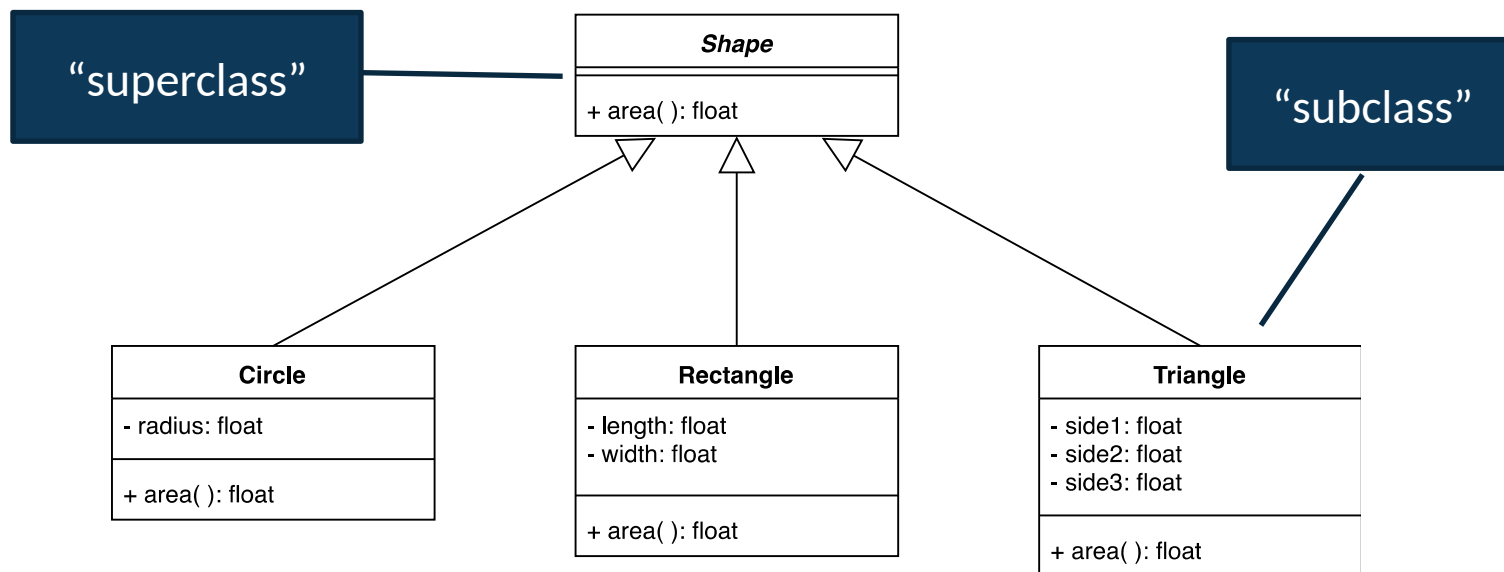 “superclass”
Shape
+ area( ): float
“subclass”
Circle
- radius: float
+ area( ): float
Rectangle
- length: float
- width: float
+ area( ): float
Triangle
- side1: float
- side2: float
- side3: float
+ area( ): float